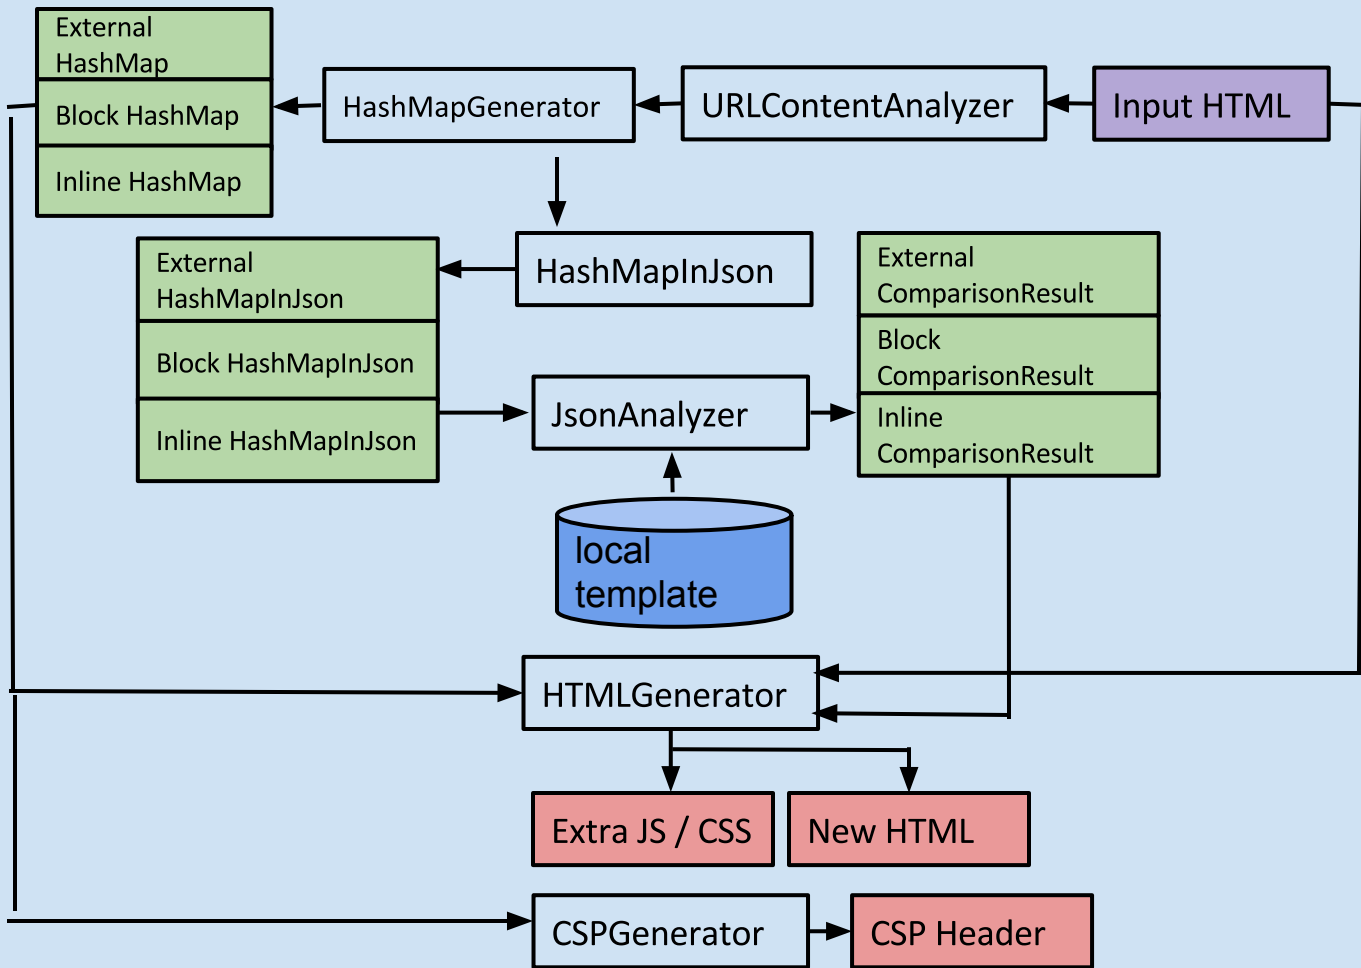 External
HashMap
Block HashMap
Inline HashMap
HashMapGenerator
URLContentAnalyzer
Input HTML
External
HashMapInJson
Block HashMapInJson
Inline HashMapInJson
HashMapInJson
External
ComparisonResult
Block
ComparisonResult
Inline
ComparisonResult
JsonAnalyzer
local
template
HTMLGenerator
Extra JS / CSS
New HTML
CSPGenerator
CSP Header